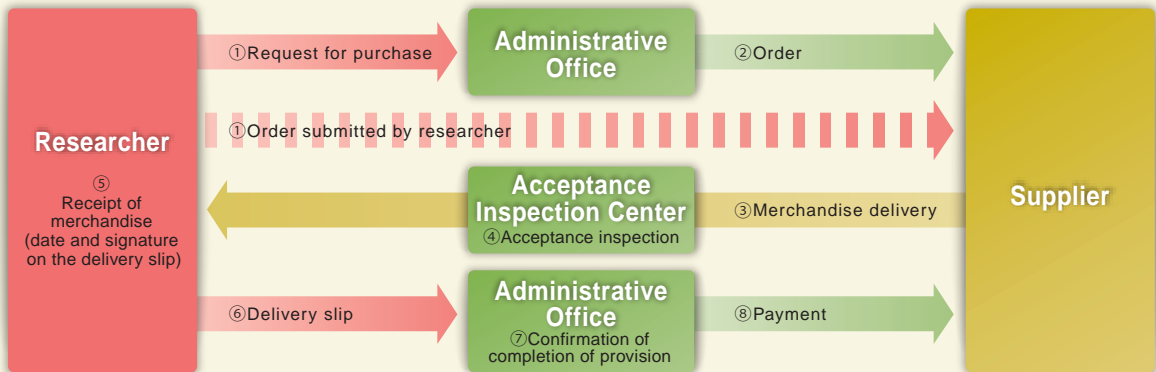 ①Request for purchase
Administrative
Office
②Order
①Order submitted by researcher
Researcher
⑤
Receipt of
merchandise
(date and signature
on the delivery slip)
Acceptance
Inspection Center
④Acceptance inspection
③Merchandise delivery
Supplier
⑥Delivery slip
Administrative
Office
⑦Confirmation of
completion of provision
⑧Payment